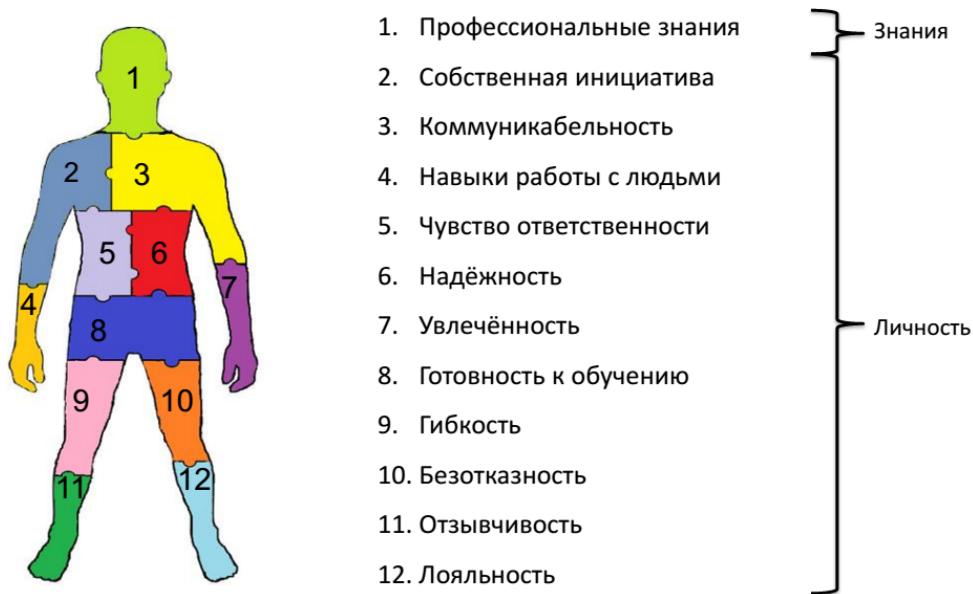 1
2
3
4
5
6
7
8
9
10
11
12
1. Профессиональные знания
2. Собственная инициатива
3. Коммуникабельность
4. Навыки работы с людьми
5. Чувство ответственности
6. Надёжность
7. Увлечённость
8. Готовность к обучению
9. Гибкость
10. Безотказность
11. Отзывчивость
12. Лояльность
Знания
Личность